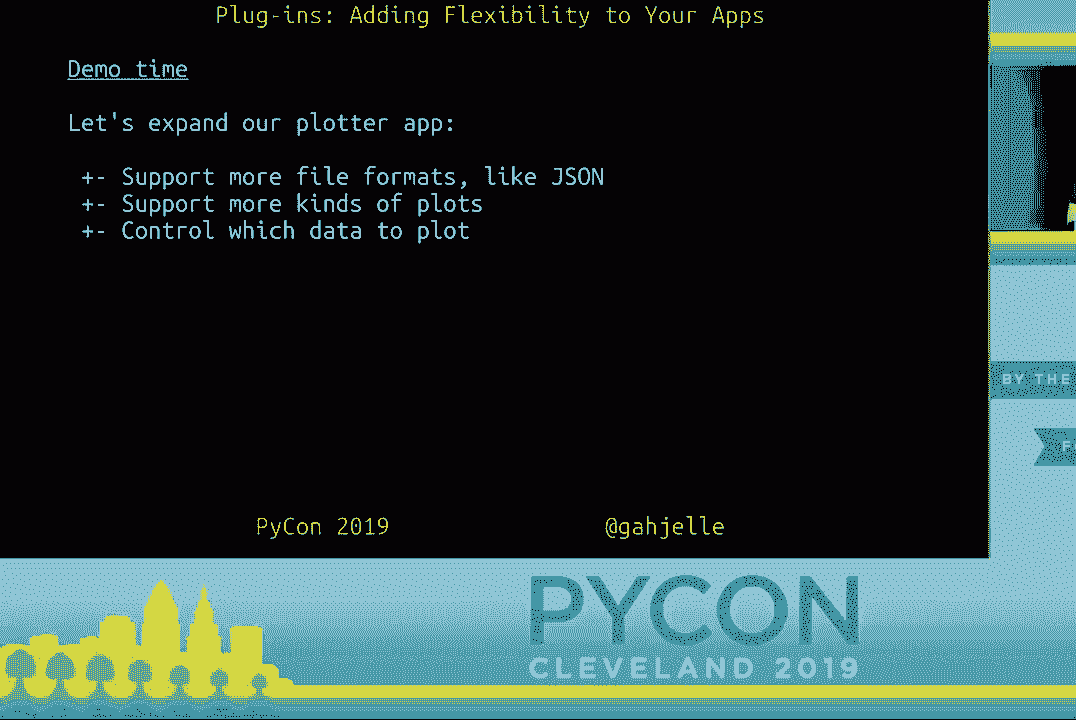 Plug-ins: Adding Flexibility to Your Apps
Demo time
Let's expand our plotter app:
+- Support more file formats, like JSON
+- Support more kinds of plots
+- Control which data to plot
PyCon 2019
@gahjelle
BY THE
PYCON
CLEVELAND 2019